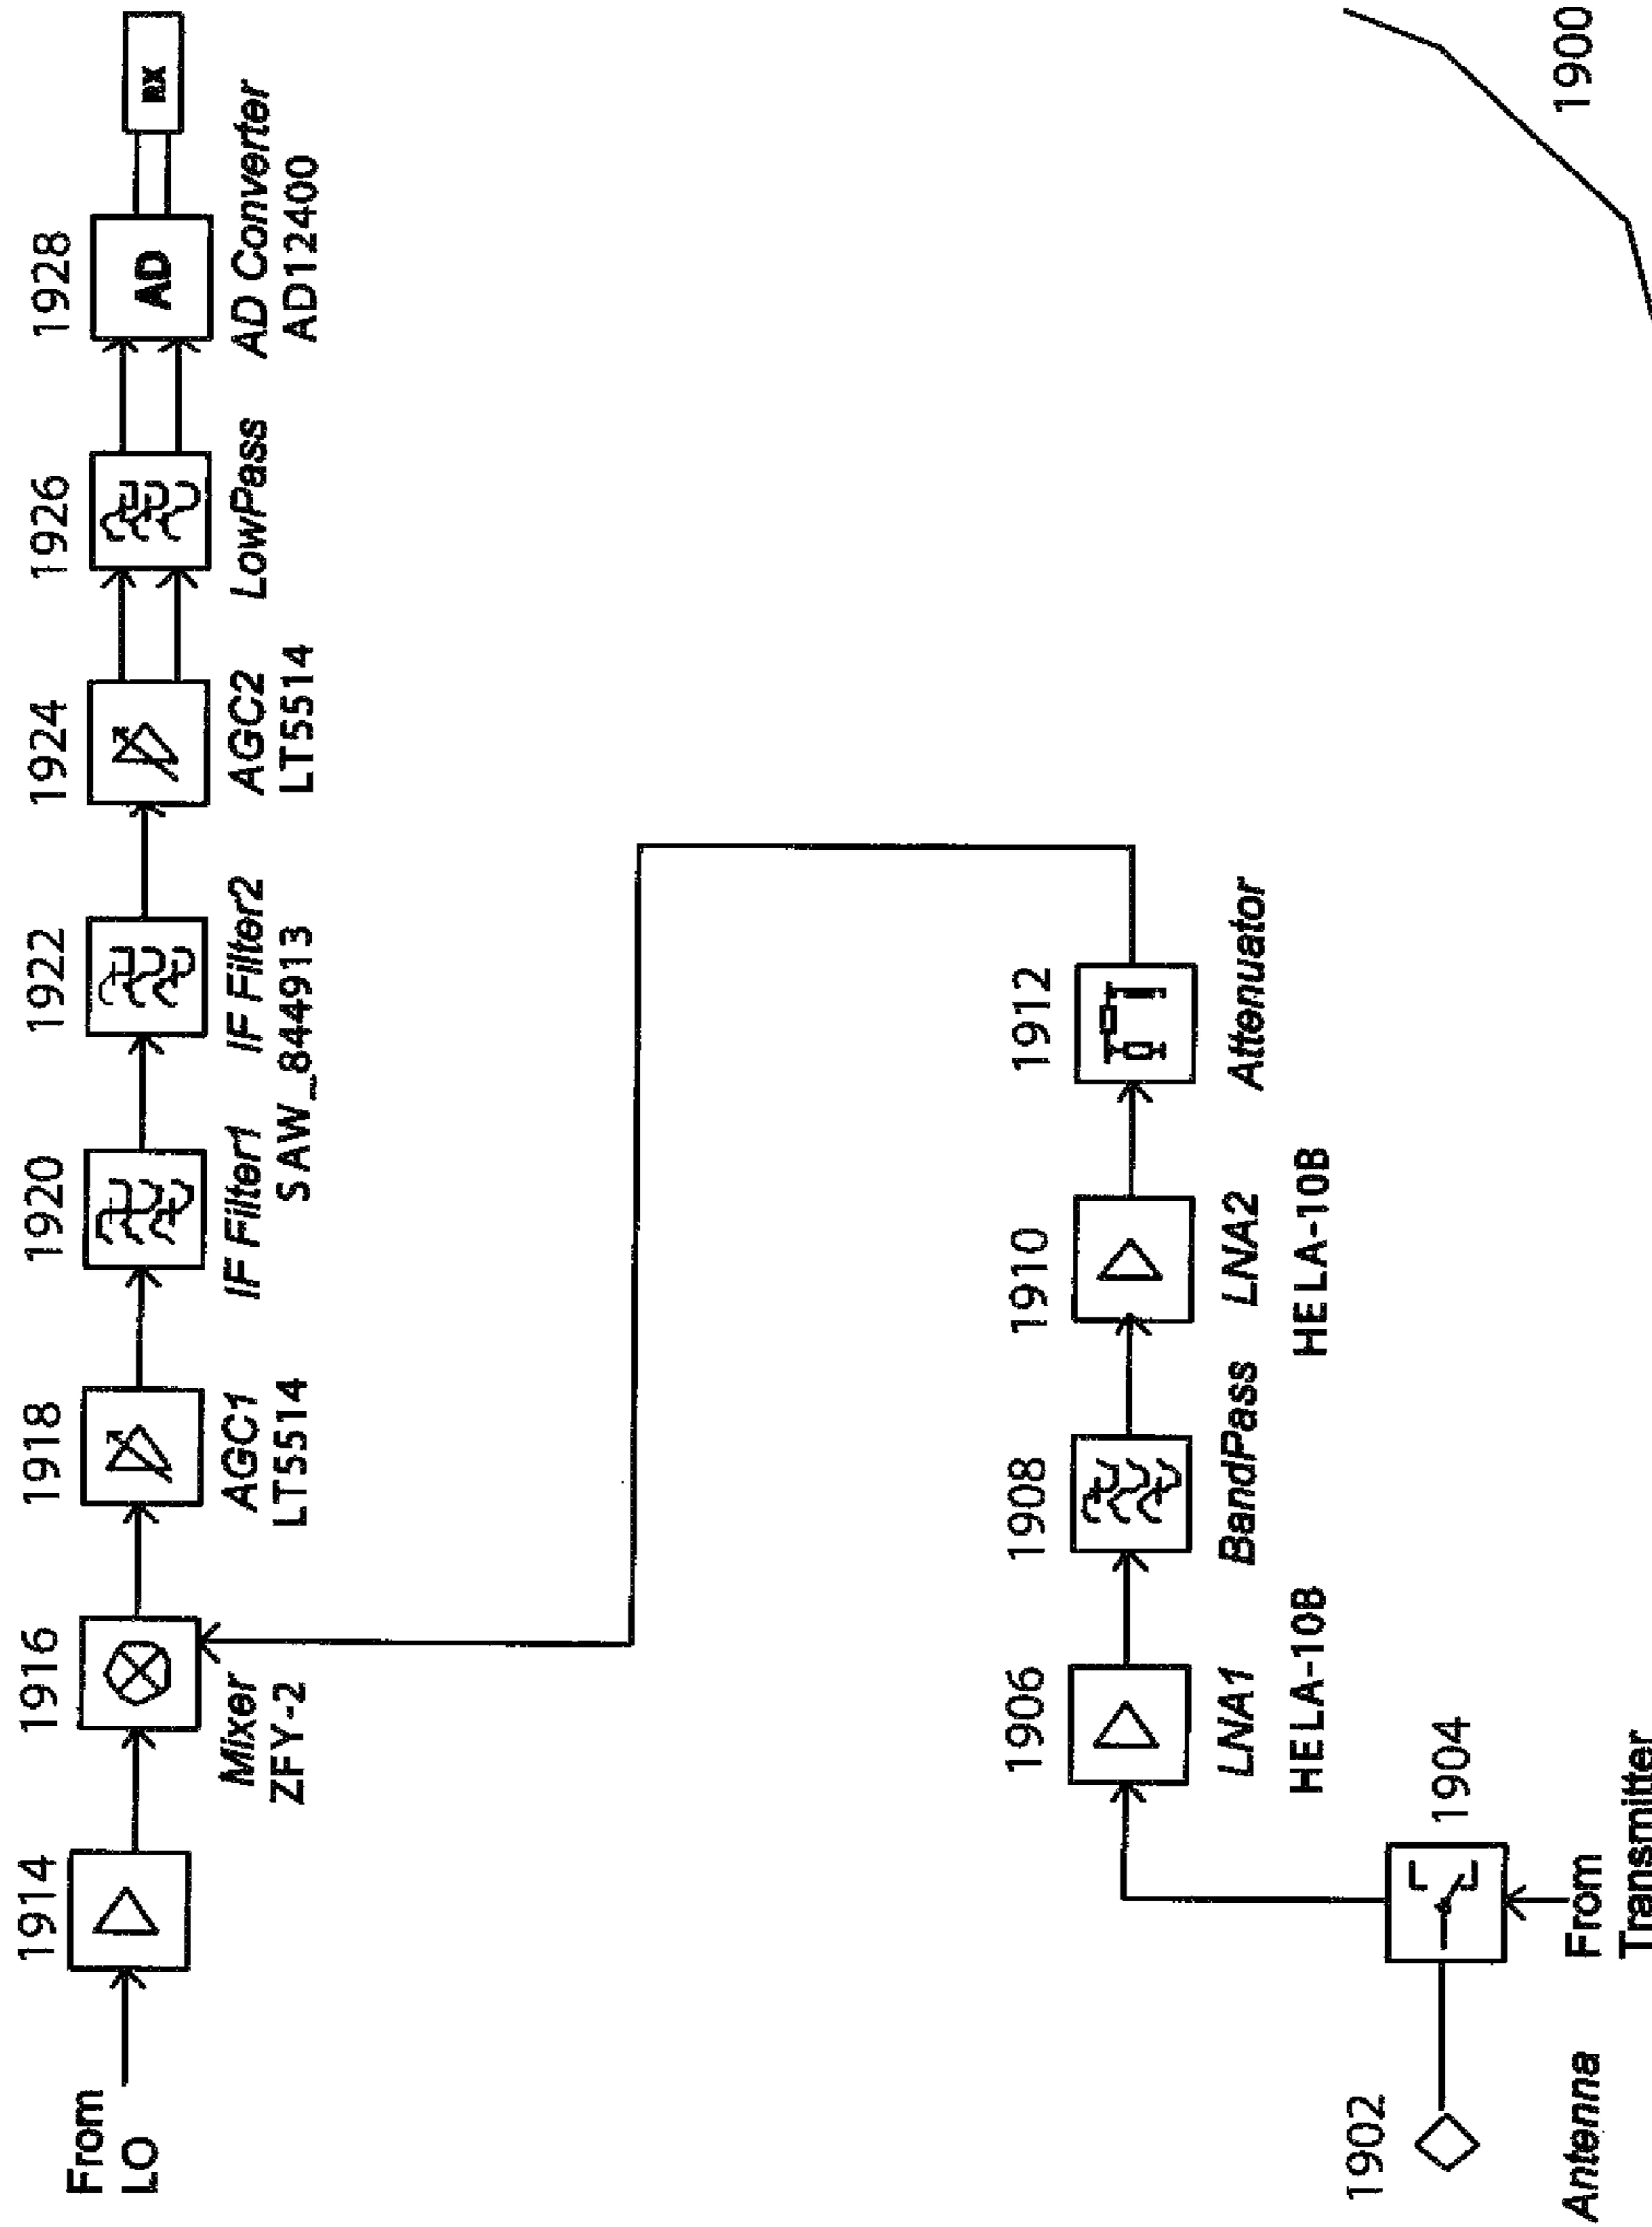 From
LO
1914
1916
Mixer
ZFY-2
1918
AGC1
LT5514
1920
IF Filter1
1922
IF Filter2
SAW_844913
1924
AGC2
LT5514
1926
LowPass
1928
AD
AD Converter
AD12400
RX
1902
Antenna
1904
From
Transmitter
1906
LNA1
HELA-10B
1908
BandPass
1910
LNA2
HELA-10B
1912
Attenuator
1900